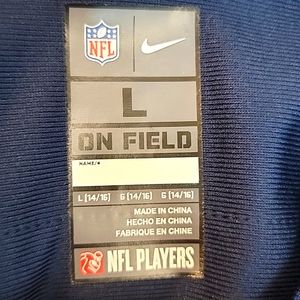 NFL
L
ON FIELD
NAME/#
L (14/16) G (14/16) G (14/16)
MADE IN CHINA
HECHO EN CHINA
FABRIQUE EN CHINE
NFL PLAYERS